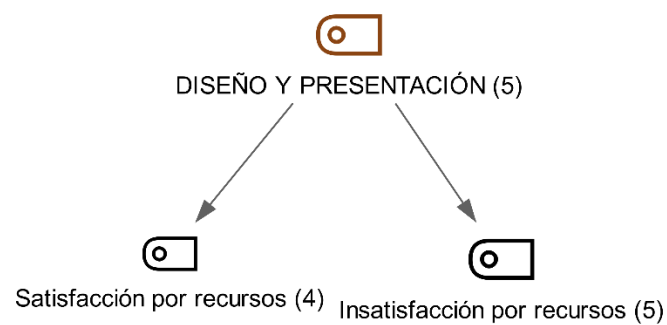 DISEÑO Y PRESENTACIÓN (5)
Satisfacción por recursos (4)
Insatisfacción por recursos (5)